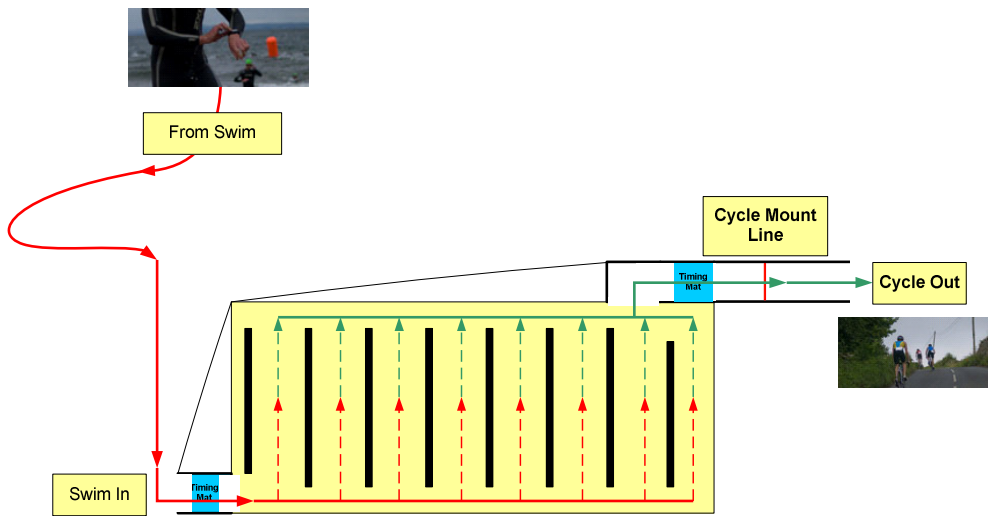 From Swim
Cycle Mount
Line
Timing
Mat
Cycle Out
Swim In
Timing
Mat